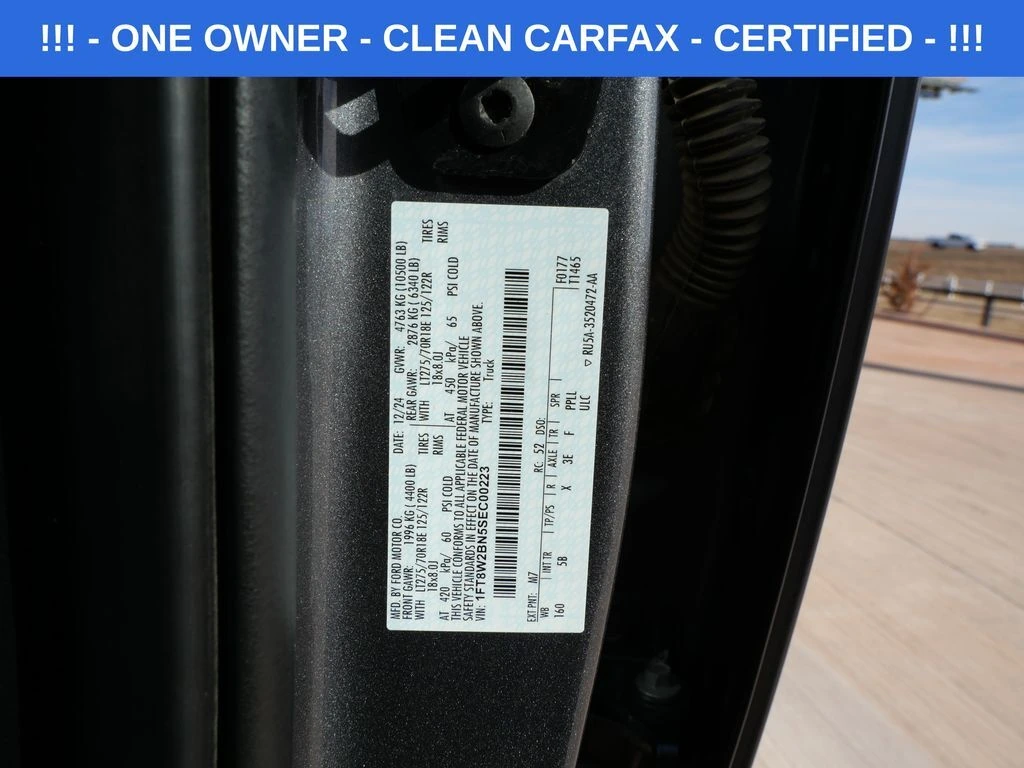 !!! - ONE OWNER - CLEAN CARFAX - CERTIFIED - !!!
MFD. BY FORD MOTOR CO.
DATE: 12/24 GVWR: 4763 KG (10500 LB)
FRONT GAWR: 1996 KG ( 4400 LB) REAR GAWR: 2876 KG ( 6340 LB)
WITH LT275/70R18E 125/122R TIRES WITH LT275/70R18E 125/122R TIRES
18x8.0J RIMS 18x8.0J RIMS
AT 420 kPa/ 60 PSI COLD AT 450 kPa/ 65 PSI COLD
THIS VEHICLE CONFORMS TO ALL APPLICABLE FEDERAL MOTOR VEHICLE
SAFETY STANDARDS IN EFFECT ON THE DATE OF MANUFACTURE SHOWN ABOVE.
VIN: 1FT8W2BN5SEC00223 TYPE: Truck
F0177
T1465
EXT PNT: M7 RC: 52 DSO:
WB INT TR TP/PS R AXLE TR SPR
160 5B X 3E F PPLL
ULC
▽ RU5A-3520472-AA